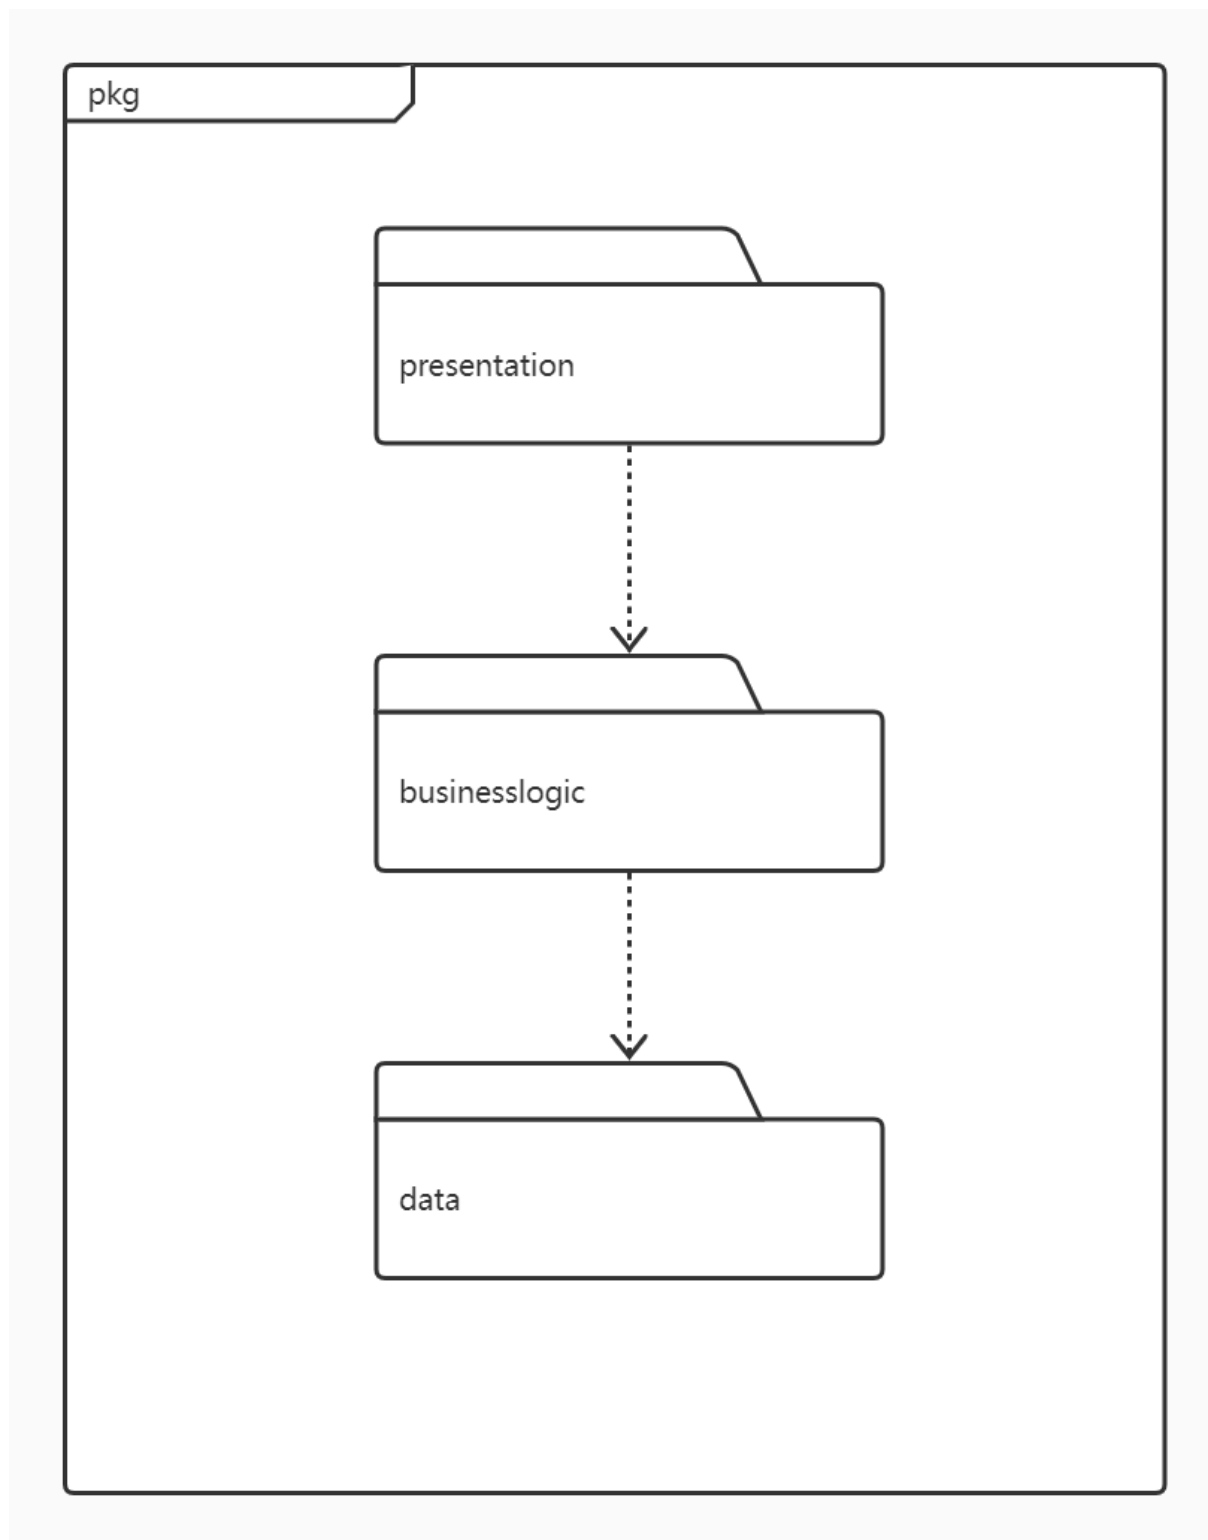 pkg
presentation
businesslogic
data